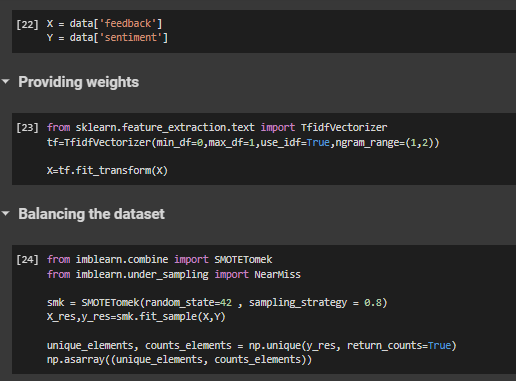 [22] X = data['feedback']
Y = data['sentiment']
Providing weights
[23] from sklearn.feature_extraction.text import TfidfVectorizer
tf=TfidfVectorizer(min_df=0,max_df=1,use_idf=True,ngram_range=(1,2))
X=tf.fit_transform(X)
Balancing the dataset
[24] from imblearn.combine import SMOTETomek
from imblearn.under_sampling import NearMiss
smk = SMOTETomek(random_state=42 , sampling_strategy = 0.8)
X_res,y_res=smk.fit_sample(X,Y)
unique_elements, counts_elements = np.unique(y_res, return_counts=True)
np.asarray((unique_elements, counts_elements))